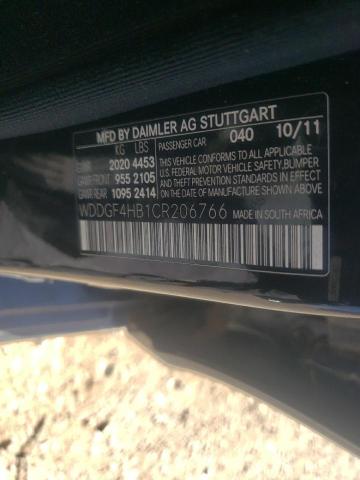 MFD BY DAIMLER AG STUTTGART
KG LBS PASSENGER CAR 040 10/11
GVWR 2020 4453 THIS VEHICLE CONFORMS TO ALL APPLICABLE
GAWR FRONT 955 2105 U.S. FEDERAL MOTOR VEHICLE SAFETY, BUMPER
GAWR REAR 1095 2414 AND THEFT PREVENTION STANDARDS IN EFFECT
ON THE DATE OF MANUFACTURE SHOWN ABOVE
WDDGF4HB1CR206766 MADE IN SOUTH AFRICA